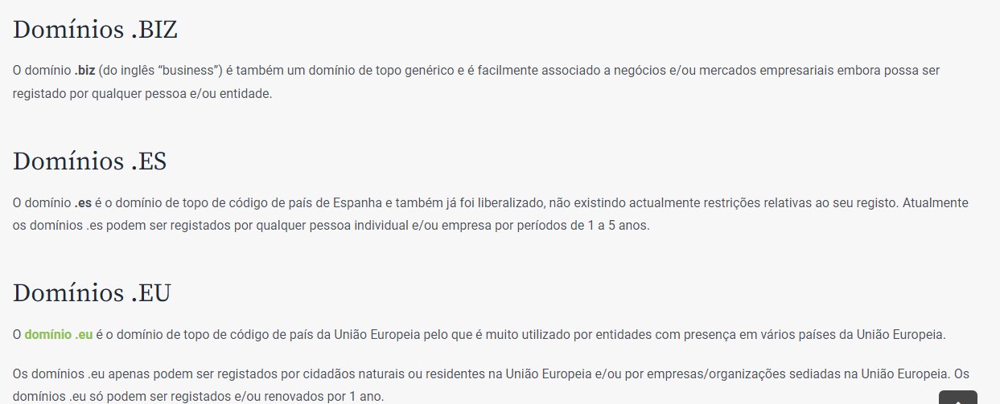 Domínios .BIZ
O domínio .biz (do inglês “business”) é também um domínio de topo genérico e é facilmente associado a negócios e/ou mercados empresariais embora possa ser
registado por qualquer pessoa e/ou entidade.
Domínios .ES
O domínio .es é o domínio de topo de código de país de Espanha e também já foi liberalizado, não existindo actualmente restrições relativas ao seu registo. Atualmente
os domínios .es podem ser registados por qualquer pessoa individual e/ou empresa por períodos de 1 a 5 anos.
Domínios .EU
O domínio .eu é o domínio de topo de código de país da União Europeia pelo que é muito utilizado por entidades com presença em vários países da União Europeia.
Os domínios .eu apenas podem ser registados por cidadãos naturais ou residentes na União Europeia e/ou por empresas/organizações sediadas na União Europeia. Os
domínios .eu só podem ser registados e/ou renovados por 1 ano.